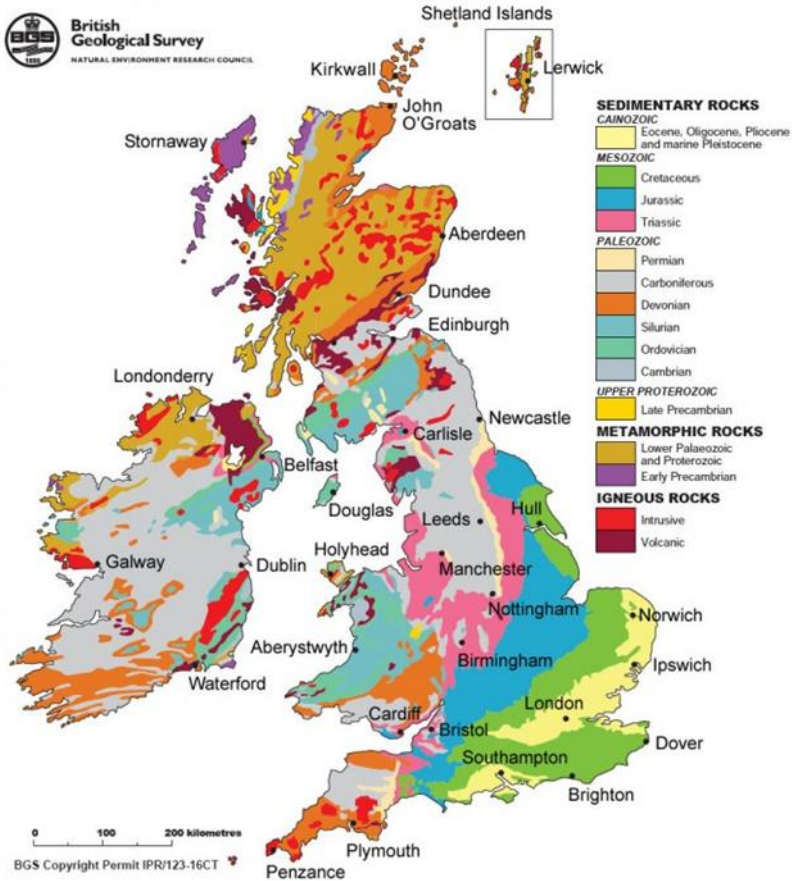 BGS
1835
British
Geological Survey
NATURAL ENVIRONMENT RESEARCH COUNCIL
Shetland Islands
Kirkwall
Lerwick
John
O'Groats
Stornaway
Aberdeen
Dundee
Edinburgh
Londonderry
Newcastle
Carlisle
Belfast
Douglas
Leeds
Hull
Galway
Dublin
Holyhead
Manchester
Nottingham
Norwich
Aberystwyth
Birmingham
Ipswich
Waterford
London
Cardiff
Bristol
Dover
Southampton
Brighton
Plymouth
Penzance
SEDIMENTARY ROCKS
CAINOZOIC
Eocene, Oligocene, Pliocene
and marine Pleistocene
MESOZOIC
Cretaceous
Jurassic
Triassic
PALEOZOIC
Permian
Carboniferous
Devonian
Silurian
Ordovician
Cambrian
UPPER PROTEROZOIC
Late Precambrian
METAMORPHIC ROCKS
Lower Palaeozoic
and Proterozoic
Early Precambrian
IGNEOUS ROCKS
Intrusive
Volcanic
0 100 200 kilometres
BGS Copyright Permit IPR/123-16CT